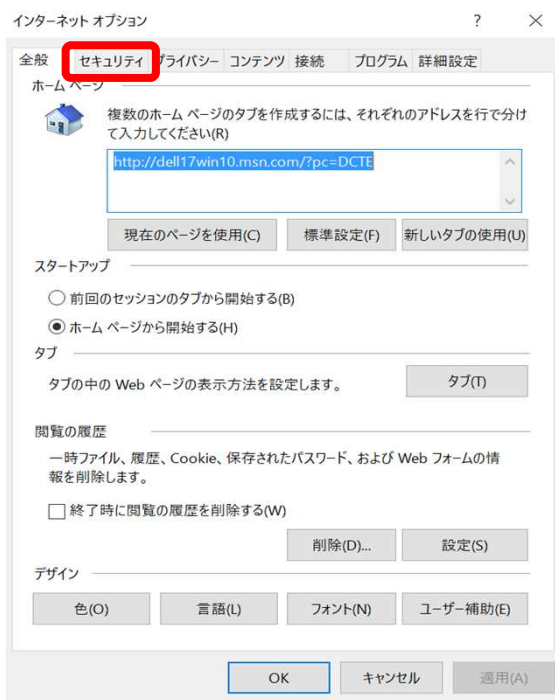 インターネット オプション ? ×
全般 セキュリティ プライバシー コンテンツ 接続 プログラム 詳細設定
ホーム ページ
複数のホーム ページのタブを作成するには、それぞれのアドレスを行で分け
て入力してください(R)
http://dell17win10.msn.com/?pc=DCTE
現在のページを使用(C) 標準設定(F) 新しいタブの使用(U)
スタートアップ
前回のセッションのタブから開始する(B)
ホーム ページから開始する(H)
タブ
タブの中の Web ページの表示方法を設定します。 タブ(T)
閲覧の履歴
一時ファイル、履歴、Cookie、保存されたパスワード、および Web フォームの情
報を削除します。
終了時に閲覧の履歴を削除する(W)
削除(D)... 設定(S)
デザイン
色(O) 言語(L) フォント(N) ユーザー補助(E)
OK キャンセル 適用(A)